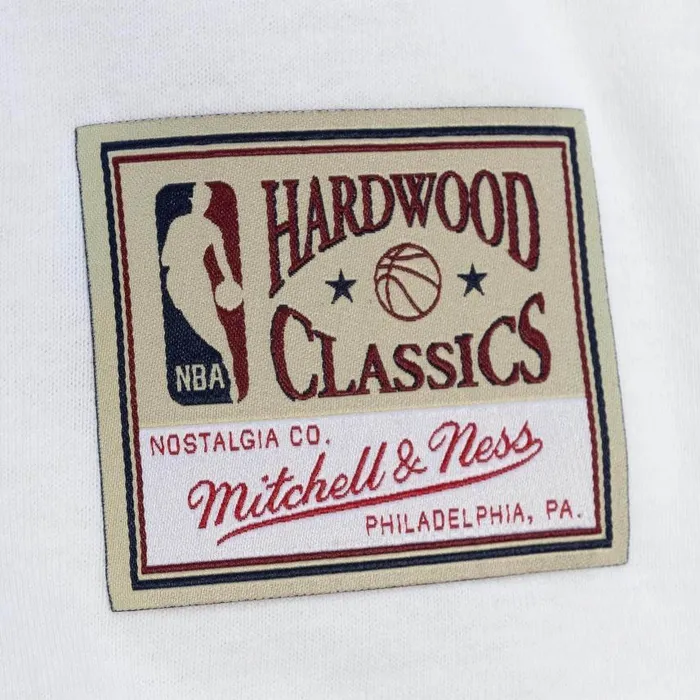 HARDWOOD
CLASSICS
NBA
NOSTALGIA CO.
Mitchell & Ness
PHILADELPHIA, PA.